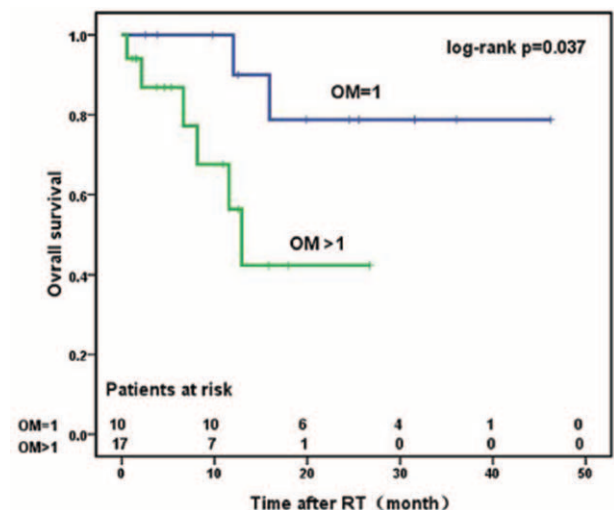 1.0
log-rank p=0.037
OM=1
0.8
0.6
Ovrall survival
OM >1
0.4
0.2
Patients at risk
OM=1 10 10 6 4 1 0
0.0
OM>1 17 7 1 0 0 0
0 10 20 30 40 50
Time after RT (month)